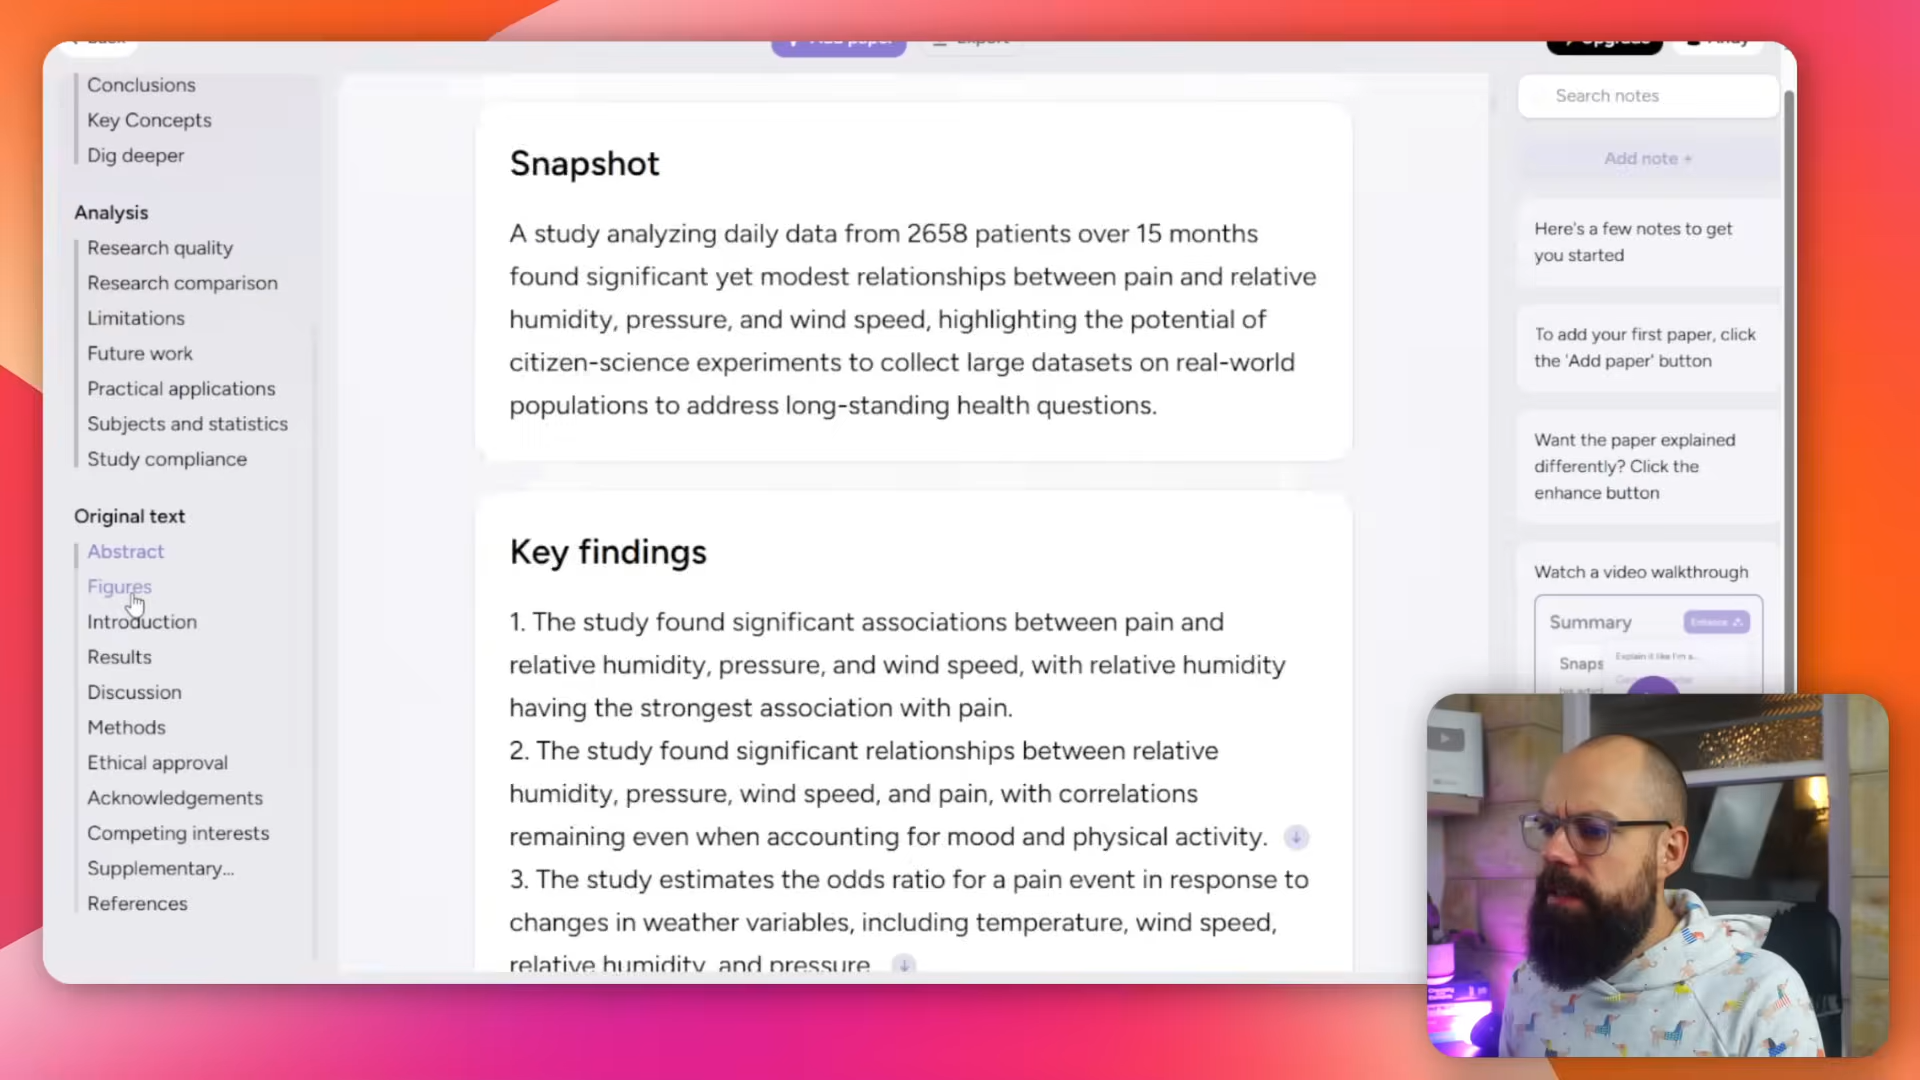 Back
Add paper
Export
Upgrade
Andy
Conclusions
Key Concepts
Dig deeper
Analysis
Research quality
Research comparison
Limitations
Future work
Practical applications
Subjects and statistics
Study compliance
Original text
Abstract
Figures
Introduction
Results
Discussion
Methods
Ethical approval
Acknowledgements
Competing interests
Supplementary...
References
Snapshot
A study analyzing daily data from 2658 patients over 15 months
found significant yet modest relationships between pain and relative
humidity, pressure, and wind speed, highlighting the potential of
citizen-science experiments to collect large datasets on real-world
populations to address long-standing health questions.
Key findings
1. The study found significant associations between pain and
relative humidity, pressure, and wind speed, with relative humidity
having the strongest association with pain.
2. The study found significant relationships between relative
humidity, pressure, wind speed, and pain, with correlations
remaining even when accounting for mood and physical activity.
3. The study estimates the odds ratio for a pain event in response to
changes in weather variables, including temperature, wind speed,
relative humidity, and pressure
Search notes
Add note +
Here's a few notes to get
you started
To add your first paper, click
the 'Add paper' button
Want the paper explained
differently? Click the
enhance button
Watch a video walkthrough
Summary
Enhance
Explain it like I'm a...
Snaps